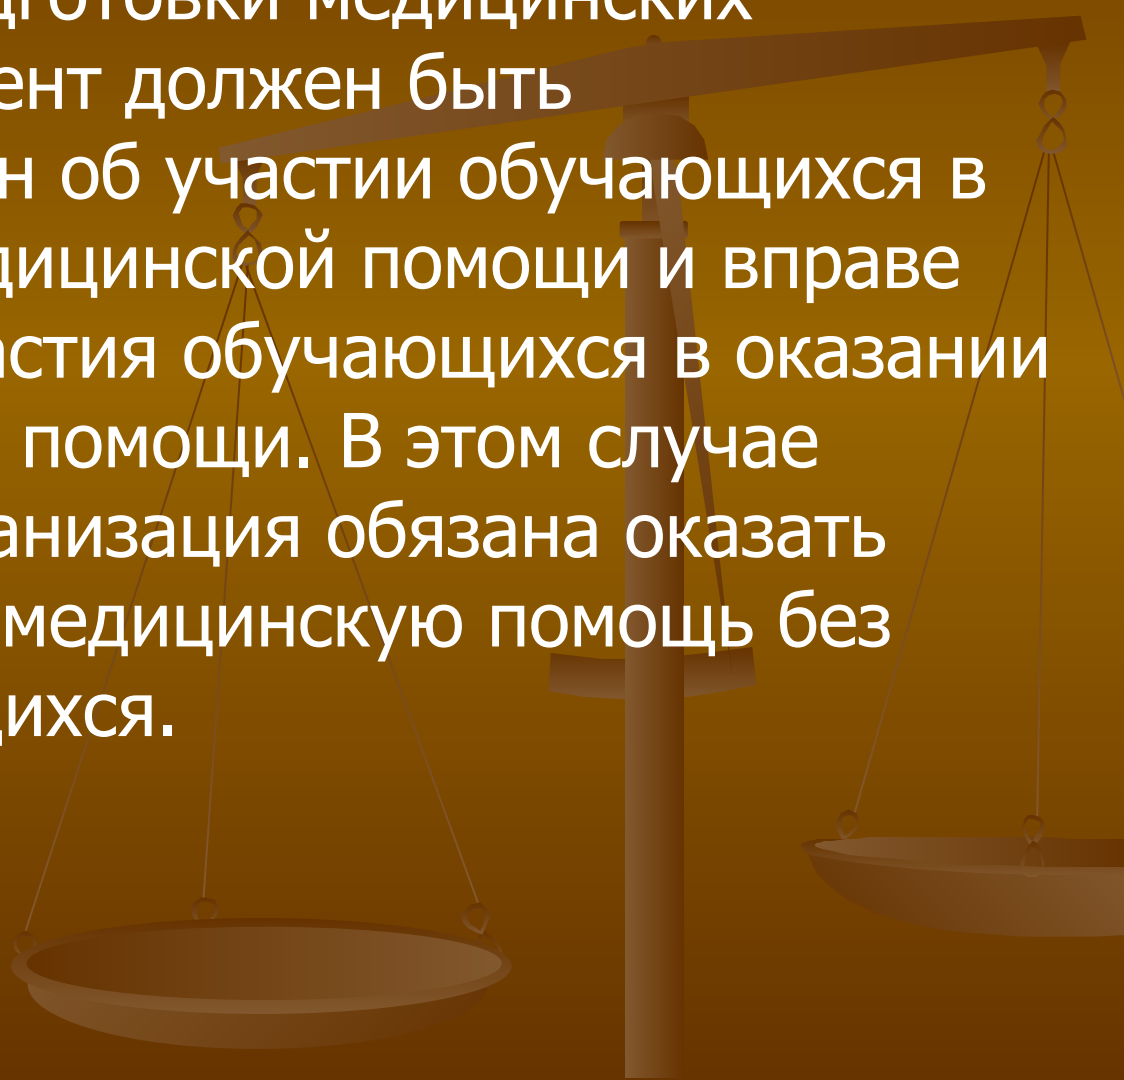 дготовки медицинских
ент должен быть
н об участии обучающихся в
дицинской помощи и вправе
астия обучающихся в оказании
помощи. В этом случае
анизация обязана оказать
медицинскую помощь без
ихся.